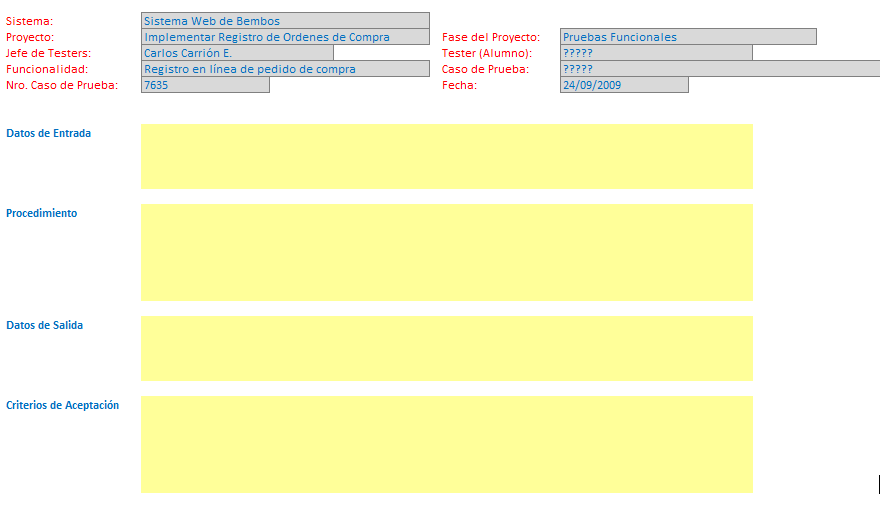 Sistema: Sistema Web de Bembos
Proyecto: Implementar Registro de Ordenes de Compra Fase del Proyecto: Pruebas Funcionales
Jefe de Testers: Carlos Carrión E. Tester (Alumno): ?????
Funcionalidad: Registro en línea de pedido de compra Caso de Prueba: ?????
Nro. Caso de Prueba: 7635 Fecha: 24/09/2009
Datos de Entrada
Procedimiento
Datos de Salida
Criterios de Aceptación